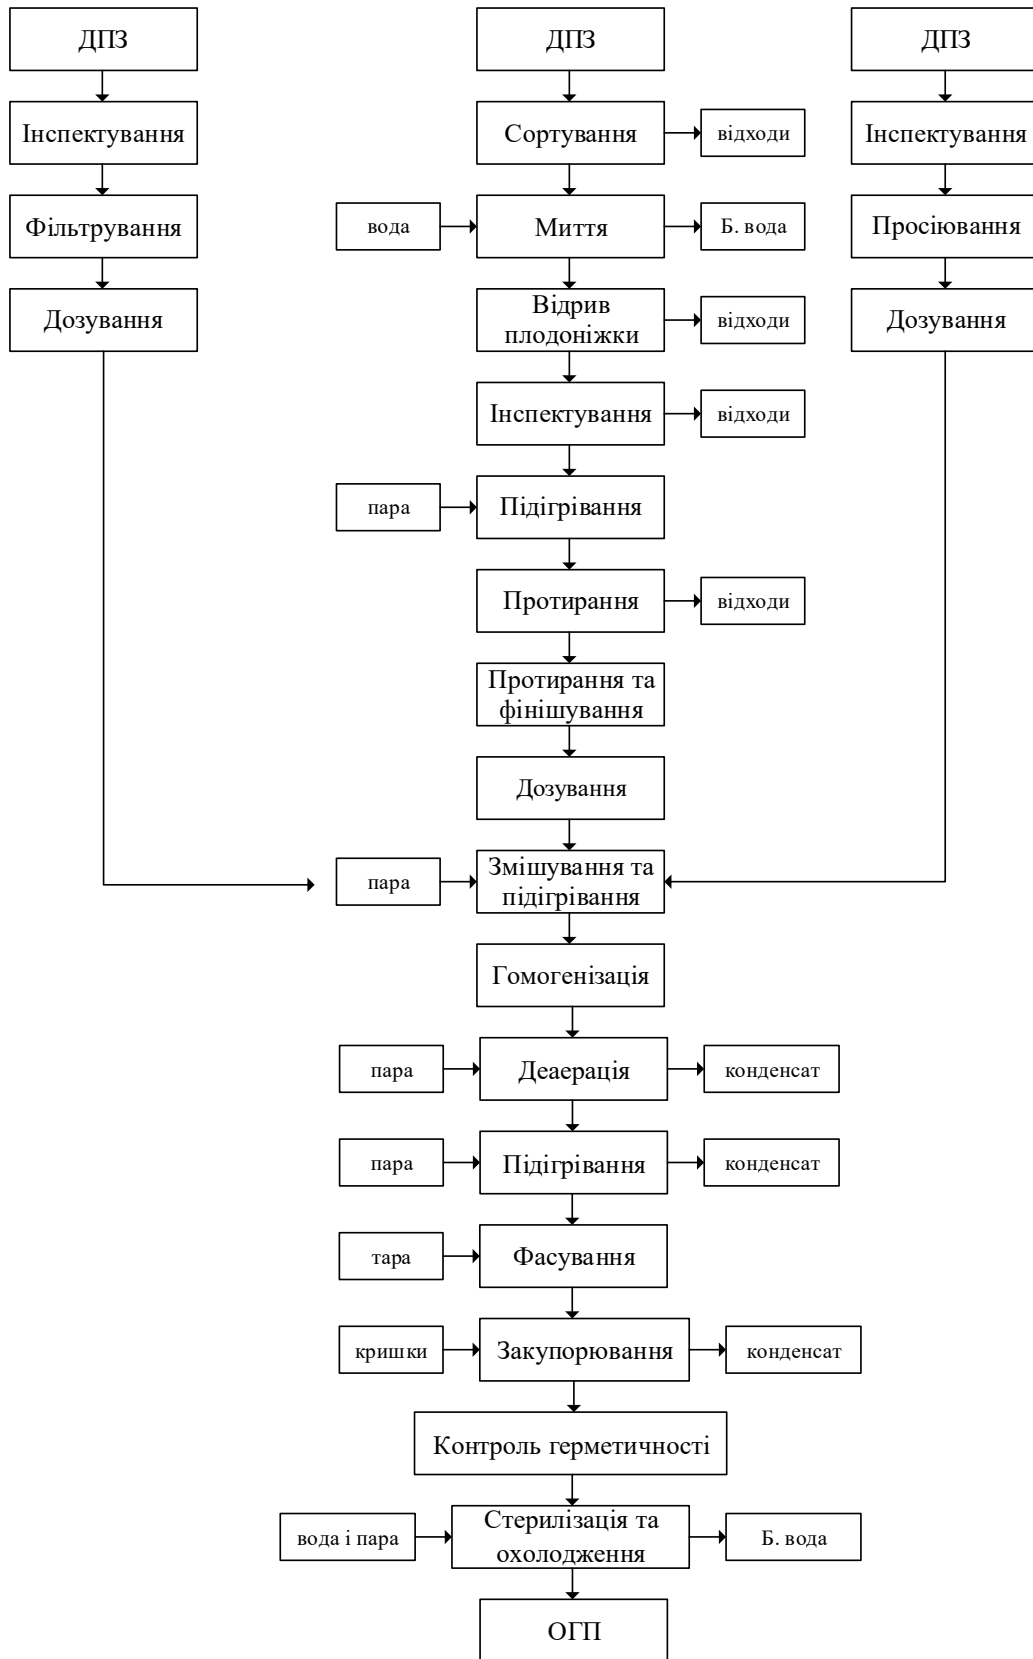 ДПЗ
ДПЗ
ДПЗ
Інспектування
Сортування
відходи
Інспектування
Фільтрування
вода
Миття
Б. вода
Просіювання
Дозування
Відрив
плодоніжки
відходи
Дозування
Інспектування
відходи
пара
Підігрівання
Протирання
відходи
Протирання та
фінішування
Дозування
пара
Змішування та
підігрівання
Гомогенізація
пара
Деаерація
конденсат
пара
Підігрівання
конденсат
тара
Фасування
кришки
Закупорювання
конденсат
Контроль герметичності
вода і пара
Стерилізація та
охолодження
Б. вода
ОГП